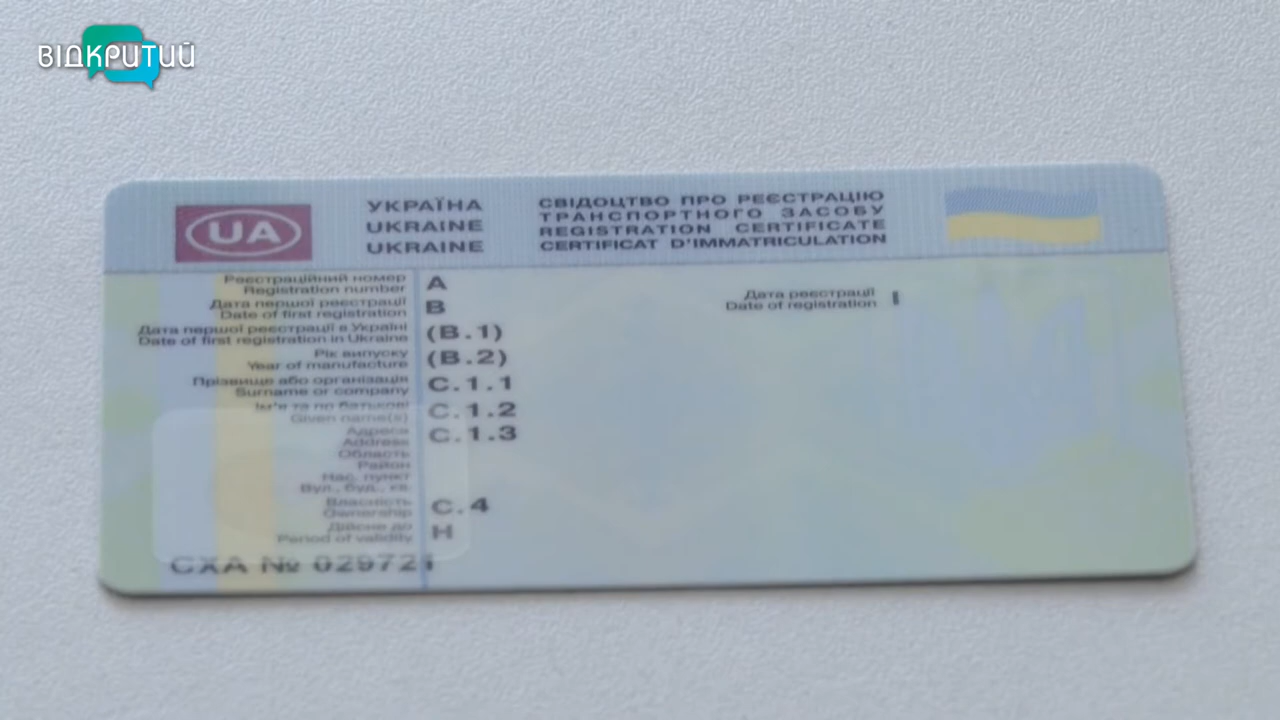 ВІДКРИТИЙ
UA
УКРАЇНА
UKRAINE
UKRAINE
СВІДОЦТВО ПРО РЕЄСТРАЦІЮ
ТРАНСПОРТНОГО ЗАСОБУ
REGISTRATION CERTIFICATE
CERTIFICAT D'IMMATRICULATION
Реєстраційний номер
Registration number A
Дата першої реєстрації
Date of first registration B
Дата першої реєстрації в Україні
Date of first registration in Ukraine (B.1)
Рік випуску
Year of manufacture (B.2)
Прізвище або організація
Surname or company C.1.1
Ім'я та по батькові
Given name(s) C.1.2
Адреса
Address C.1.3
Область
Район
Нас. пункт
Вул., буд., кв.
Власність
Ownership C.4
Дійсне до
Period of validity H
СХА № 029721
Дата реєстрації
Date of registration I